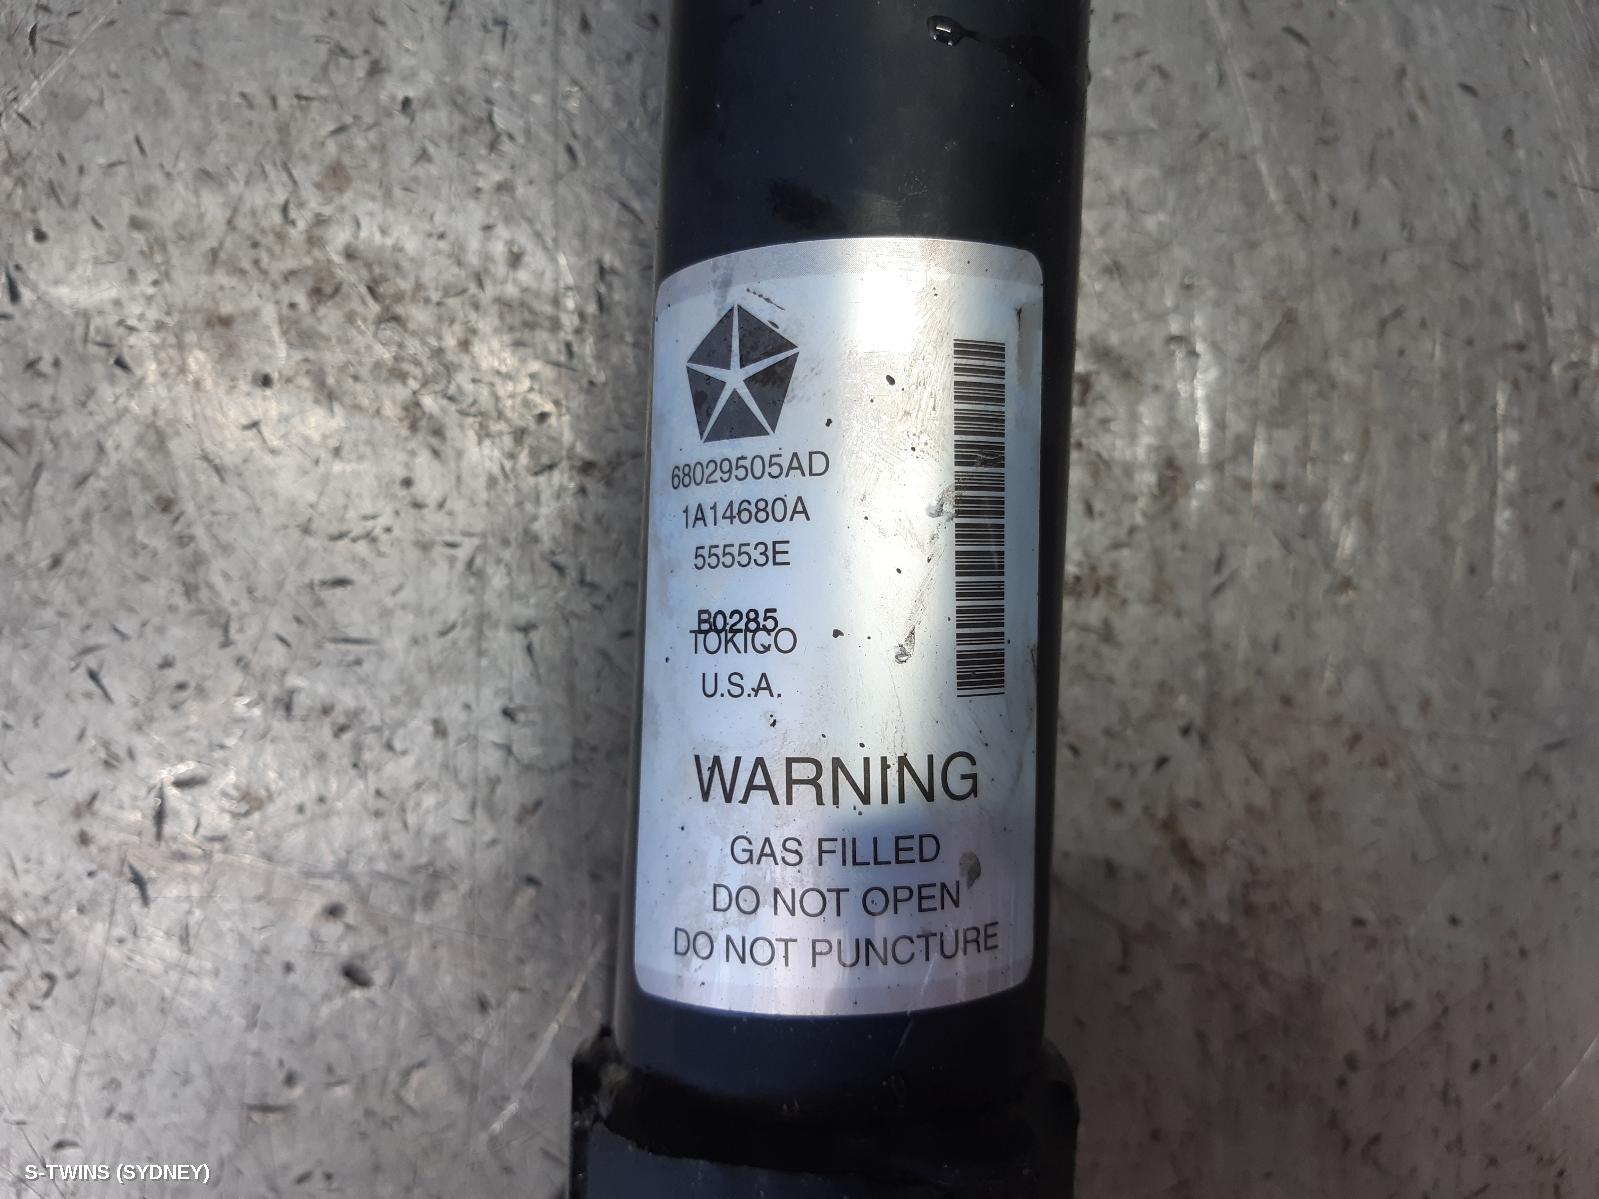 68029505AD
1A14680A
55553E
B0285
TOKICO
U.S.A.
WARNING
GAS FILLED
DO NOT OPEN
DO NOT PUNCTURE
S-TWINS (SYDNEY)